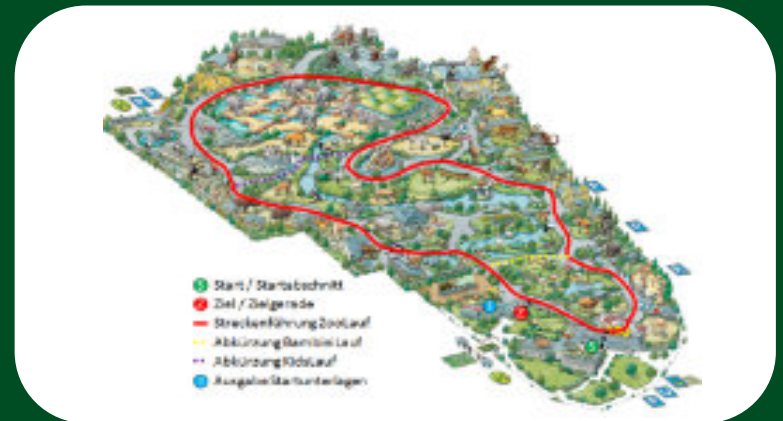 Start / Startabschnitt
Ziel / Zielgerade
Streckenführung ZooLauf
Abkürzung Bambini Lauf
Abkürzung KidsLauf
Ausgabe Startunterlagen